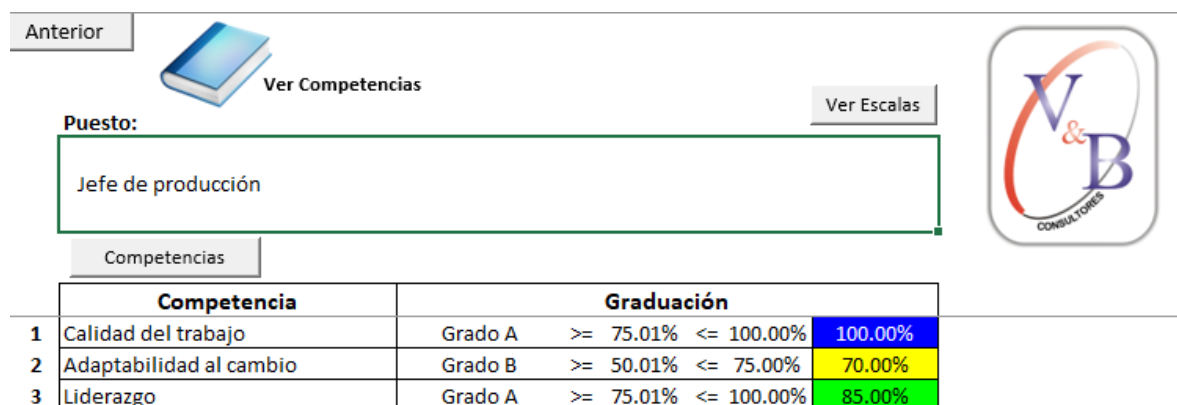 Anterior
Ver Competencias
Ver Escalas
Puesto:
Jefe de producción
V&B
CONSULTORES
Competencias
Competencia Graduación
1 Calidad del trabajo Grado A >= 75.01% <= 100.00% 100.00%
2 Adaptabilidad al cambio Grado B >= 50.01% <= 75.00% 70.00%
3 Liderazgo Grado A >= 75.01% <= 100.00% 85.00%